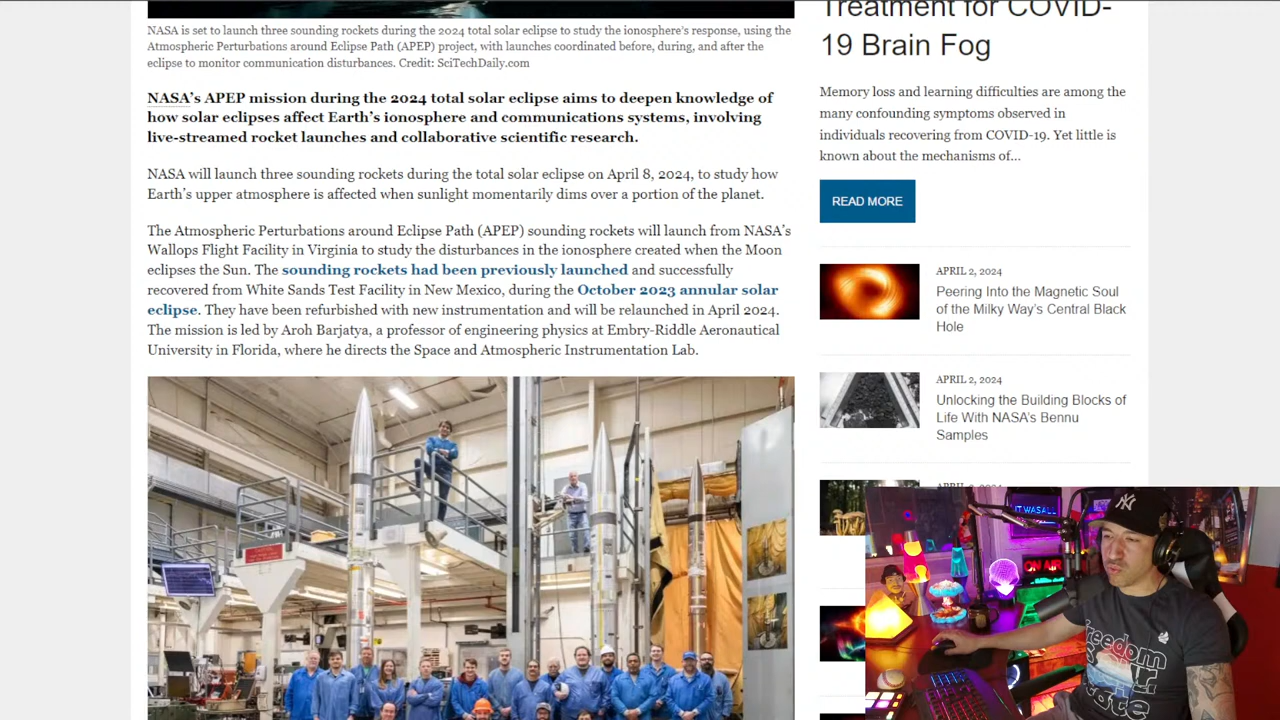 NASA is set to launch three sounding rockets during the 2024 total solar eclipse to study the ionosphere's response, using the
Atmospheric Perturbations around Eclipse Path (APEP) project, with launches coordinated before, during, and after the
eclipse to monitor communication disturbances. Credit: SciTechDaily.com
NASA's APEP mission during the 2024 total solar eclipse aims to deepen knowledge of
how solar eclipses affect Earth's ionosphere and communications systems, involving
live-streamed rocket launches and collaborative scientific research.
NASA will launch three sounding rockets during the total solar eclipse on April 8, 2024, to study how
Earth's upper atmosphere is affected when sunlight momentarily dims over a portion of the planet.
The Atmospheric Perturbations around Eclipse Path (APEP) sounding rockets will launch from NASA's
Wallops Flight Facility in Virginia to study the disturbances in the ionosphere created when the Moon
eclipses the Sun. The sounding rockets had been previously launched and successfully
recovered from White Sands Test Facility in New Mexico, during the October 2023 annular solar
eclipse. They have been refurbished with new instrumentation and will be relaunched in April 2024.
The mission is led by Aroh Barjatya, a professor of engineering physics at Embry-Riddle Aeronautical
University in Florida, where he directs the Space and Atmospheric Instrumentation Lab.
Treatment for COVID-
19 Brain Fog
Memory loss and learning difficulties are among the
many confounding symptoms observed in
individuals recovering from COVID-19. Yet little is
known about the mechanisms of...
READ MORE
APRIL 2, 2024
Peering Into the Magnetic Soul
of the Milky Way's Central Black
Hole
APRIL 2, 2024
Unlocking the Building Blocks of
Life With NASA's Bennu
Samples
IT WAS ALL
ON AIR
NY
freedom
state